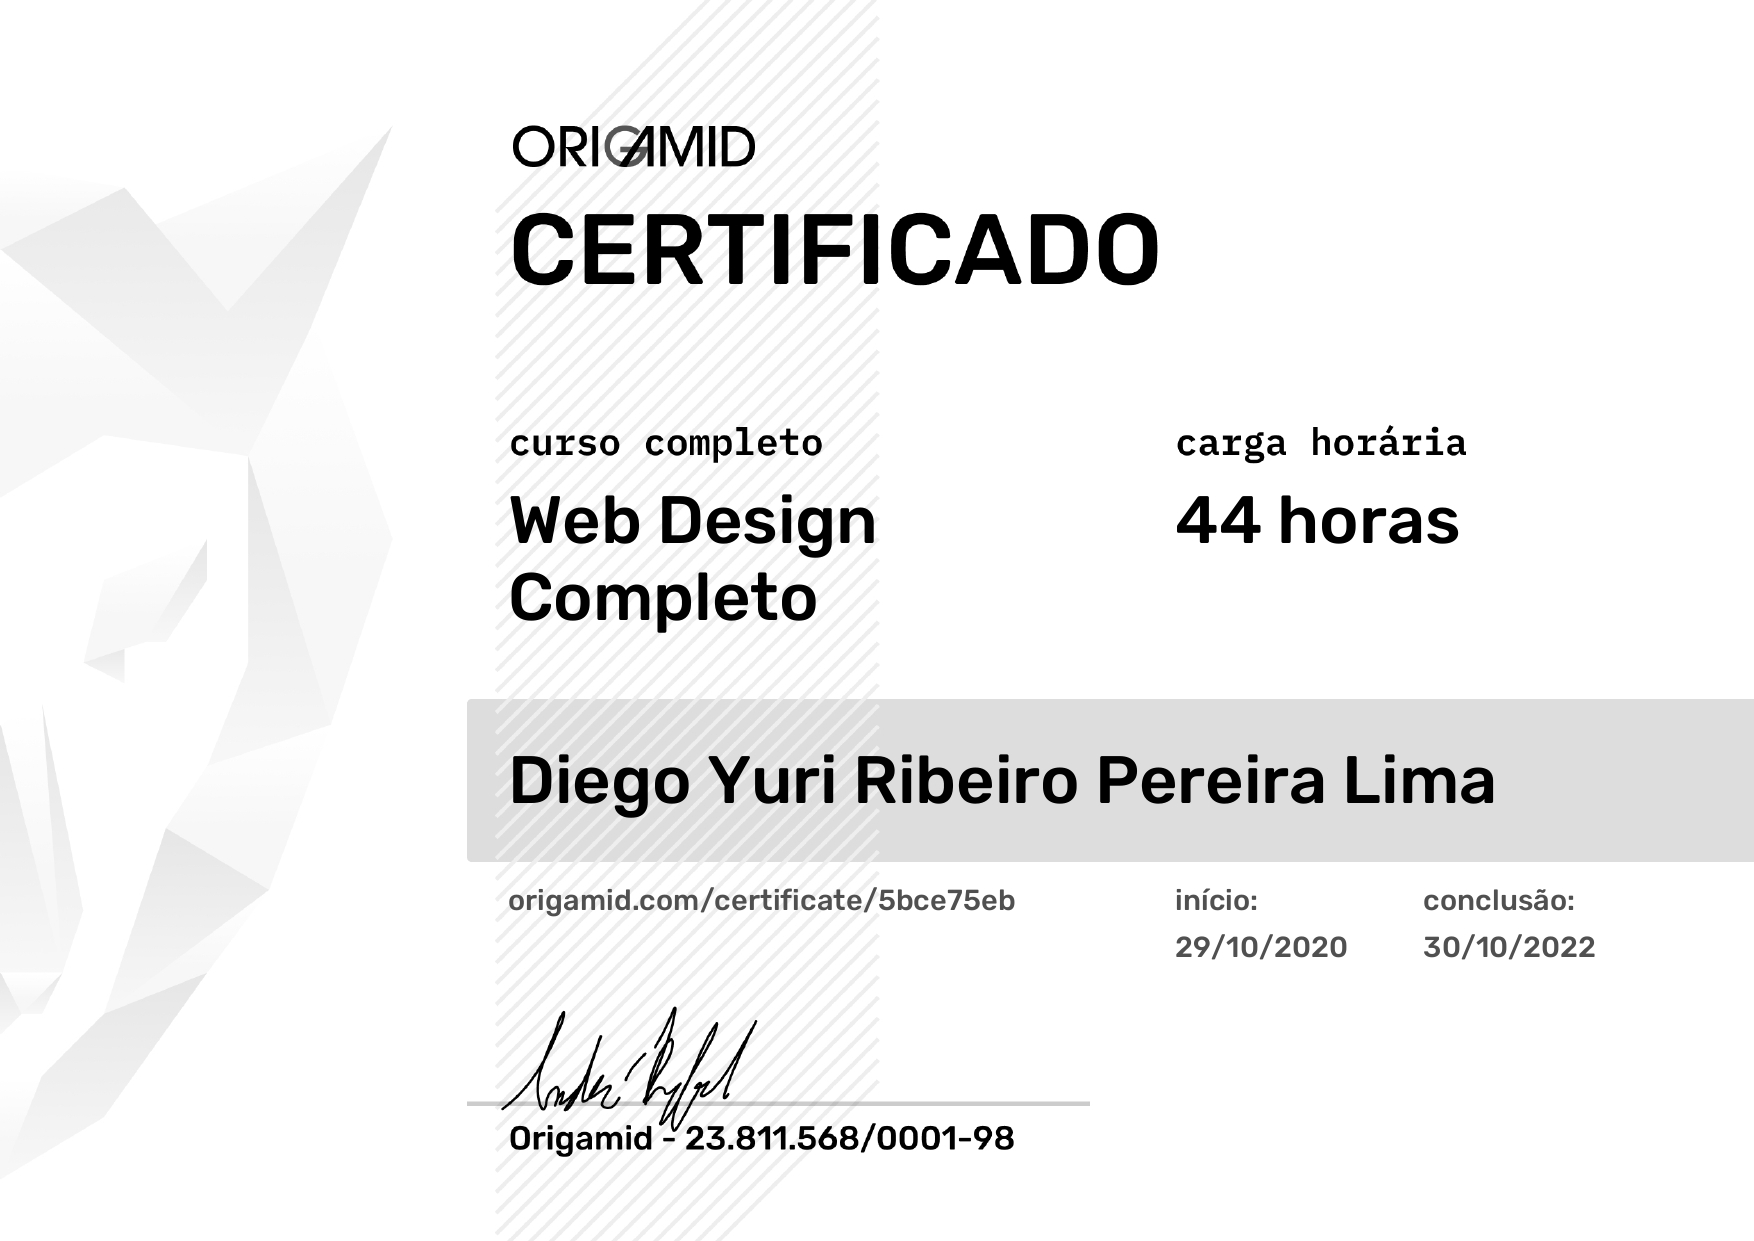 ORIGAMID
CERTIFICADO
curso completo
Web Design
Completo
carga horária
44 horas
Diego Yuri Ribeiro Pereira Lima
origamid.com/certificate/5bce75eb
início:
29/10/2020
conclusão:
30/10/2022
Origamid - 23.811.568/0001-98